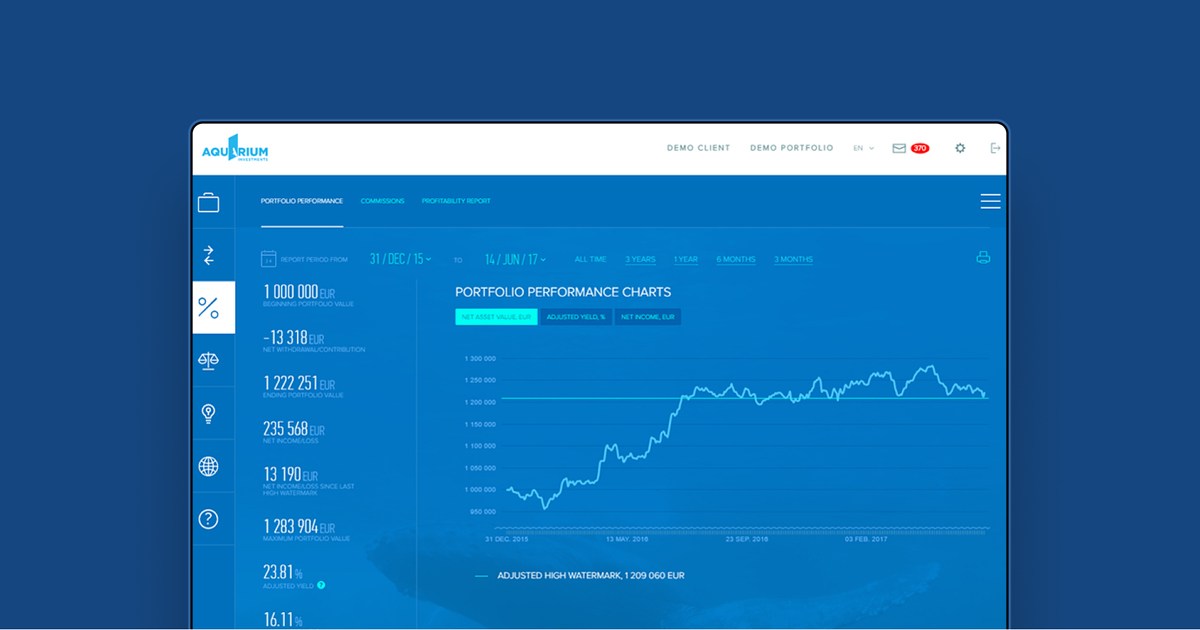 AQUARIUM
INVESTMENTS
DEMO CLIENT DEMO PORTFOLIO EN 370
PORTFOLIO PERFORMANCE COMMISSIONS PROFITABILITY REPORT
REPORT PERIOD FROM 31 / DEC / 15 TO 14 / JUN / 17 ALL TIME 3 YEARS 1 YEAR 6 MONTHS 3 MONTHS
1 000 000 EUR
BEGINNING PORTFOLIO VALUE
-13 318 EUR
NET WITHDRAWAL/CONTRIBUTION
1 222 251 EUR
ENDING PORTFOLIO VALUE
235 568 EUR
NET INCOME/LOSS
13 190 EUR
NET INCOME/LOSS SINCE LAST
HIGH WATERMARK
1 283 904 EUR
MAXIMUM PORTFOLIO VALUE
23.81 %
ADJUSTED YIELD ?
16.11 %
PORTFOLIO PERFORMANCE CHARTS
NET ASSET VALUE, EUR ADJUSTED YIELD, % NET INCOME, EUR
1 300 000
1 250 000
1 200 000
1 150 000
1 100 000
1 050 000
1 000 000
950 000
31 DEC. 2015 13 MAY. 2016 23 SEP. 2016 03 FEB. 2017
ADJUSTED HIGH WATERMARK, 1 209 060 EUR